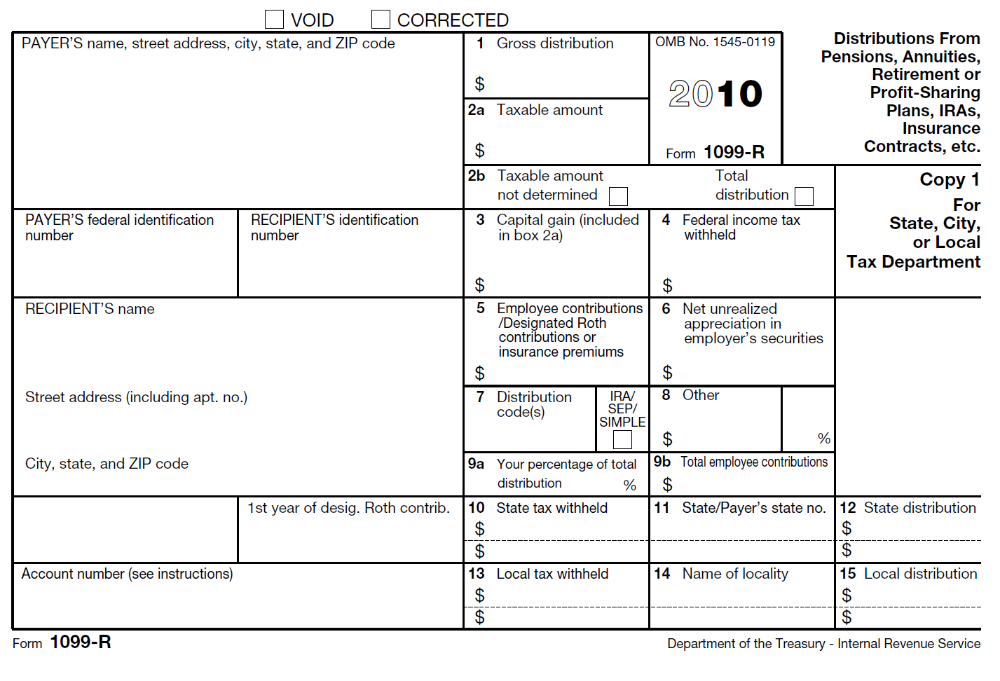 VOID CORRECTED
PAYER'S name, street address, city, state, and ZIP code
1 Gross distribution
$
2a Taxable amount
$
OMB No. 1545-0119
2010
Form 1099-R
Distributions From
Pensions, Annuities,
Retirement or
Profit-Sharing
Plans, IRAs,
Insurance
Contracts, etc.
2b Taxable amount
not determined
Total
distribution
Copy 1
For
State, City,
or Local
Tax Department
PAYER'S federal identification
number
RECIPIENT'S identification
number
3 Capital gain (included
in box 2a)
$
4 Federal income tax
withheld
$
RECIPIENT'S name
5 Employee contributions
/Designated Roth
contributions or
insurance premiums
$
6 Net unrealized
appreciation in
employer's securities
$
Street address (including apt. no.)
7 Distribution
code(s)
IRA/
SEP/
SIMPLE
8 Other
$
%
City, state, and ZIP code
9a Your percentage of total
distribution %
9b Total employee contributions
$
1st year of desig. Roth contrib.
10 State tax withheld
$
$
11 State/Payer's state no.
12 State distribution
$
$
Account number (see instructions)
13 Local tax withheld
$
$
14 Name of locality
15 Local distribution
$
$
Form 1099-R
Department of the Treasury - Internal Revenue Service